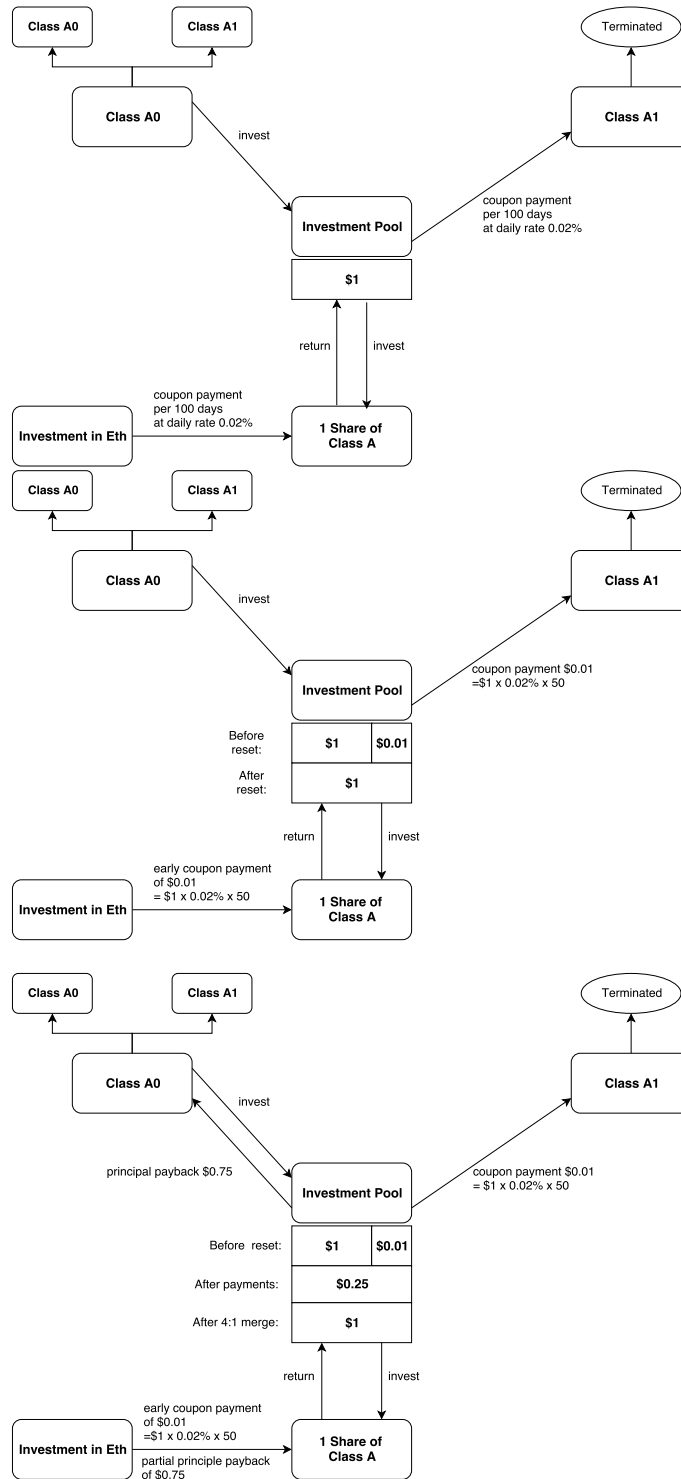 Class A0
Class A1
Terminated
Class A0
Class A1
invest
coupon payment
per 100 days
at daily rate 0.02%
Investment Pool
$1
return
invest
coupon payment
per 100 days
at daily rate 0.02%
Investment in Eth
1 Share of
Class A
Class A0
Class A1
Terminated
Class A0
Class A1
invest
coupon payment $0.01
=$1 x 0.02% x 50
Investment Pool
Before
reset:
$1
$0.01
After
reset:
$1
return
invest
early coupon payment
of $0.01
= $1 x 0.02% x 50
Investment in Eth
1 Share of
Class A
Class A0
Class A1
Terminated
Class A0
Class A1
invest
principal payback $0.75
coupon payment $0.01
= $1 x 0.02% x 50
Investment Pool
Before reset:
$1
$0.01
After payments:
$0.25
After 4:1 merge:
$1
return
invest
early coupon payment
of $0.01
=$1 x 0.02% x 50
Investment in Eth
1 Share of
Class A
partial principle payback
of $0.75